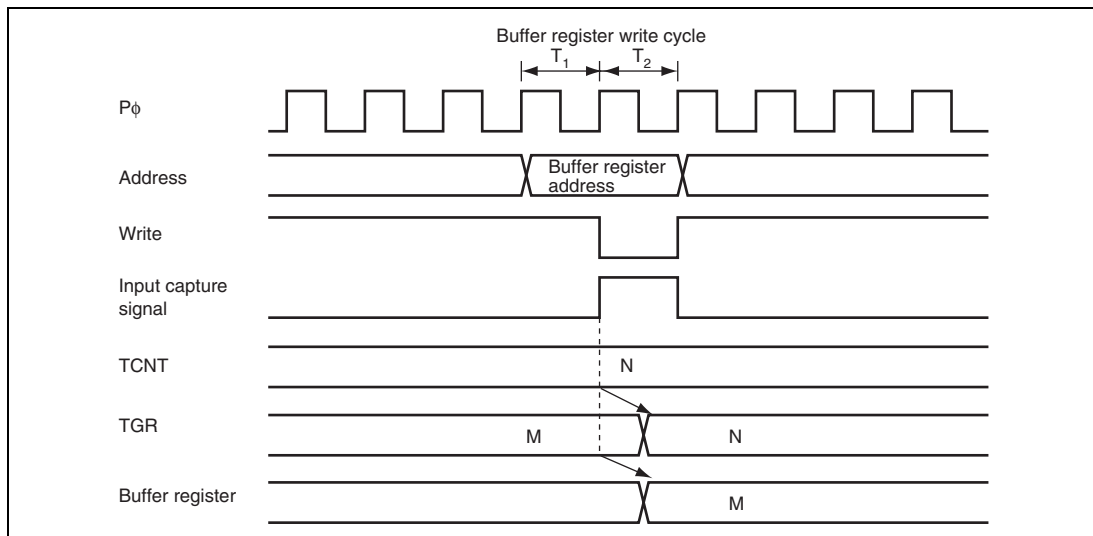 Buffer register write cycle
T1 T2
Pϕ
Address
Buffer register
address
Write
Input capture
signal
TCNT
N
TGR
M N
Buffer register
M